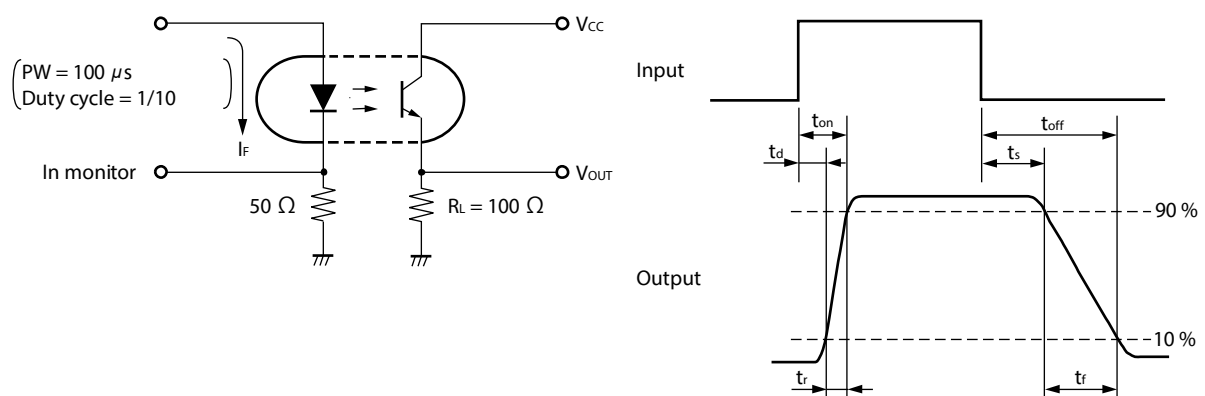 VCC
PW = 100 μs
Duty cycle = 1/10
IF
In monitor
VOUT
50 Ω
RL = 100 Ω
Input
ton
toff
td
ts
90 %
Output
10 %
tr
tf